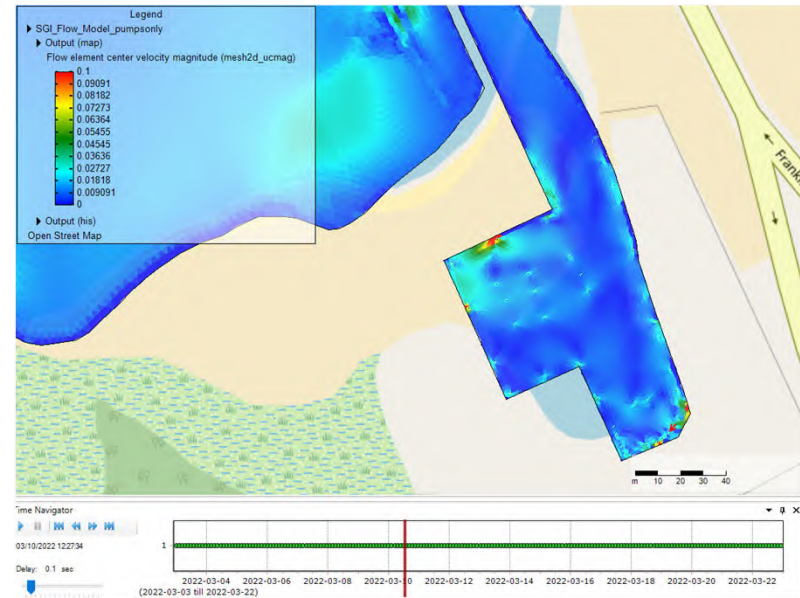 Legend
SGI_Flow_Model_pumpsonly
Output (map)
Flow element center velocity magnitude (mesh2d_ucmag)
0.1
0.09091
0.08182
0.07273
0.06364
0.05455
0.04545
0.03636
0.02727
0.01818
0.009091
0
Output (his)
Open Street Map
Frankl
m 10 20 30 40
Time Navigator
03/10/2022 12:27:34
1
Delay: 0.1 sec
2022-03-04 2022-03-06 2022-03-08 2022-03-10 2022-03-12 2022-03-14 2022-03-16 2022-03-18 2022-03-20 2022-03-22
(2022-03-03 till 2022-03-22)